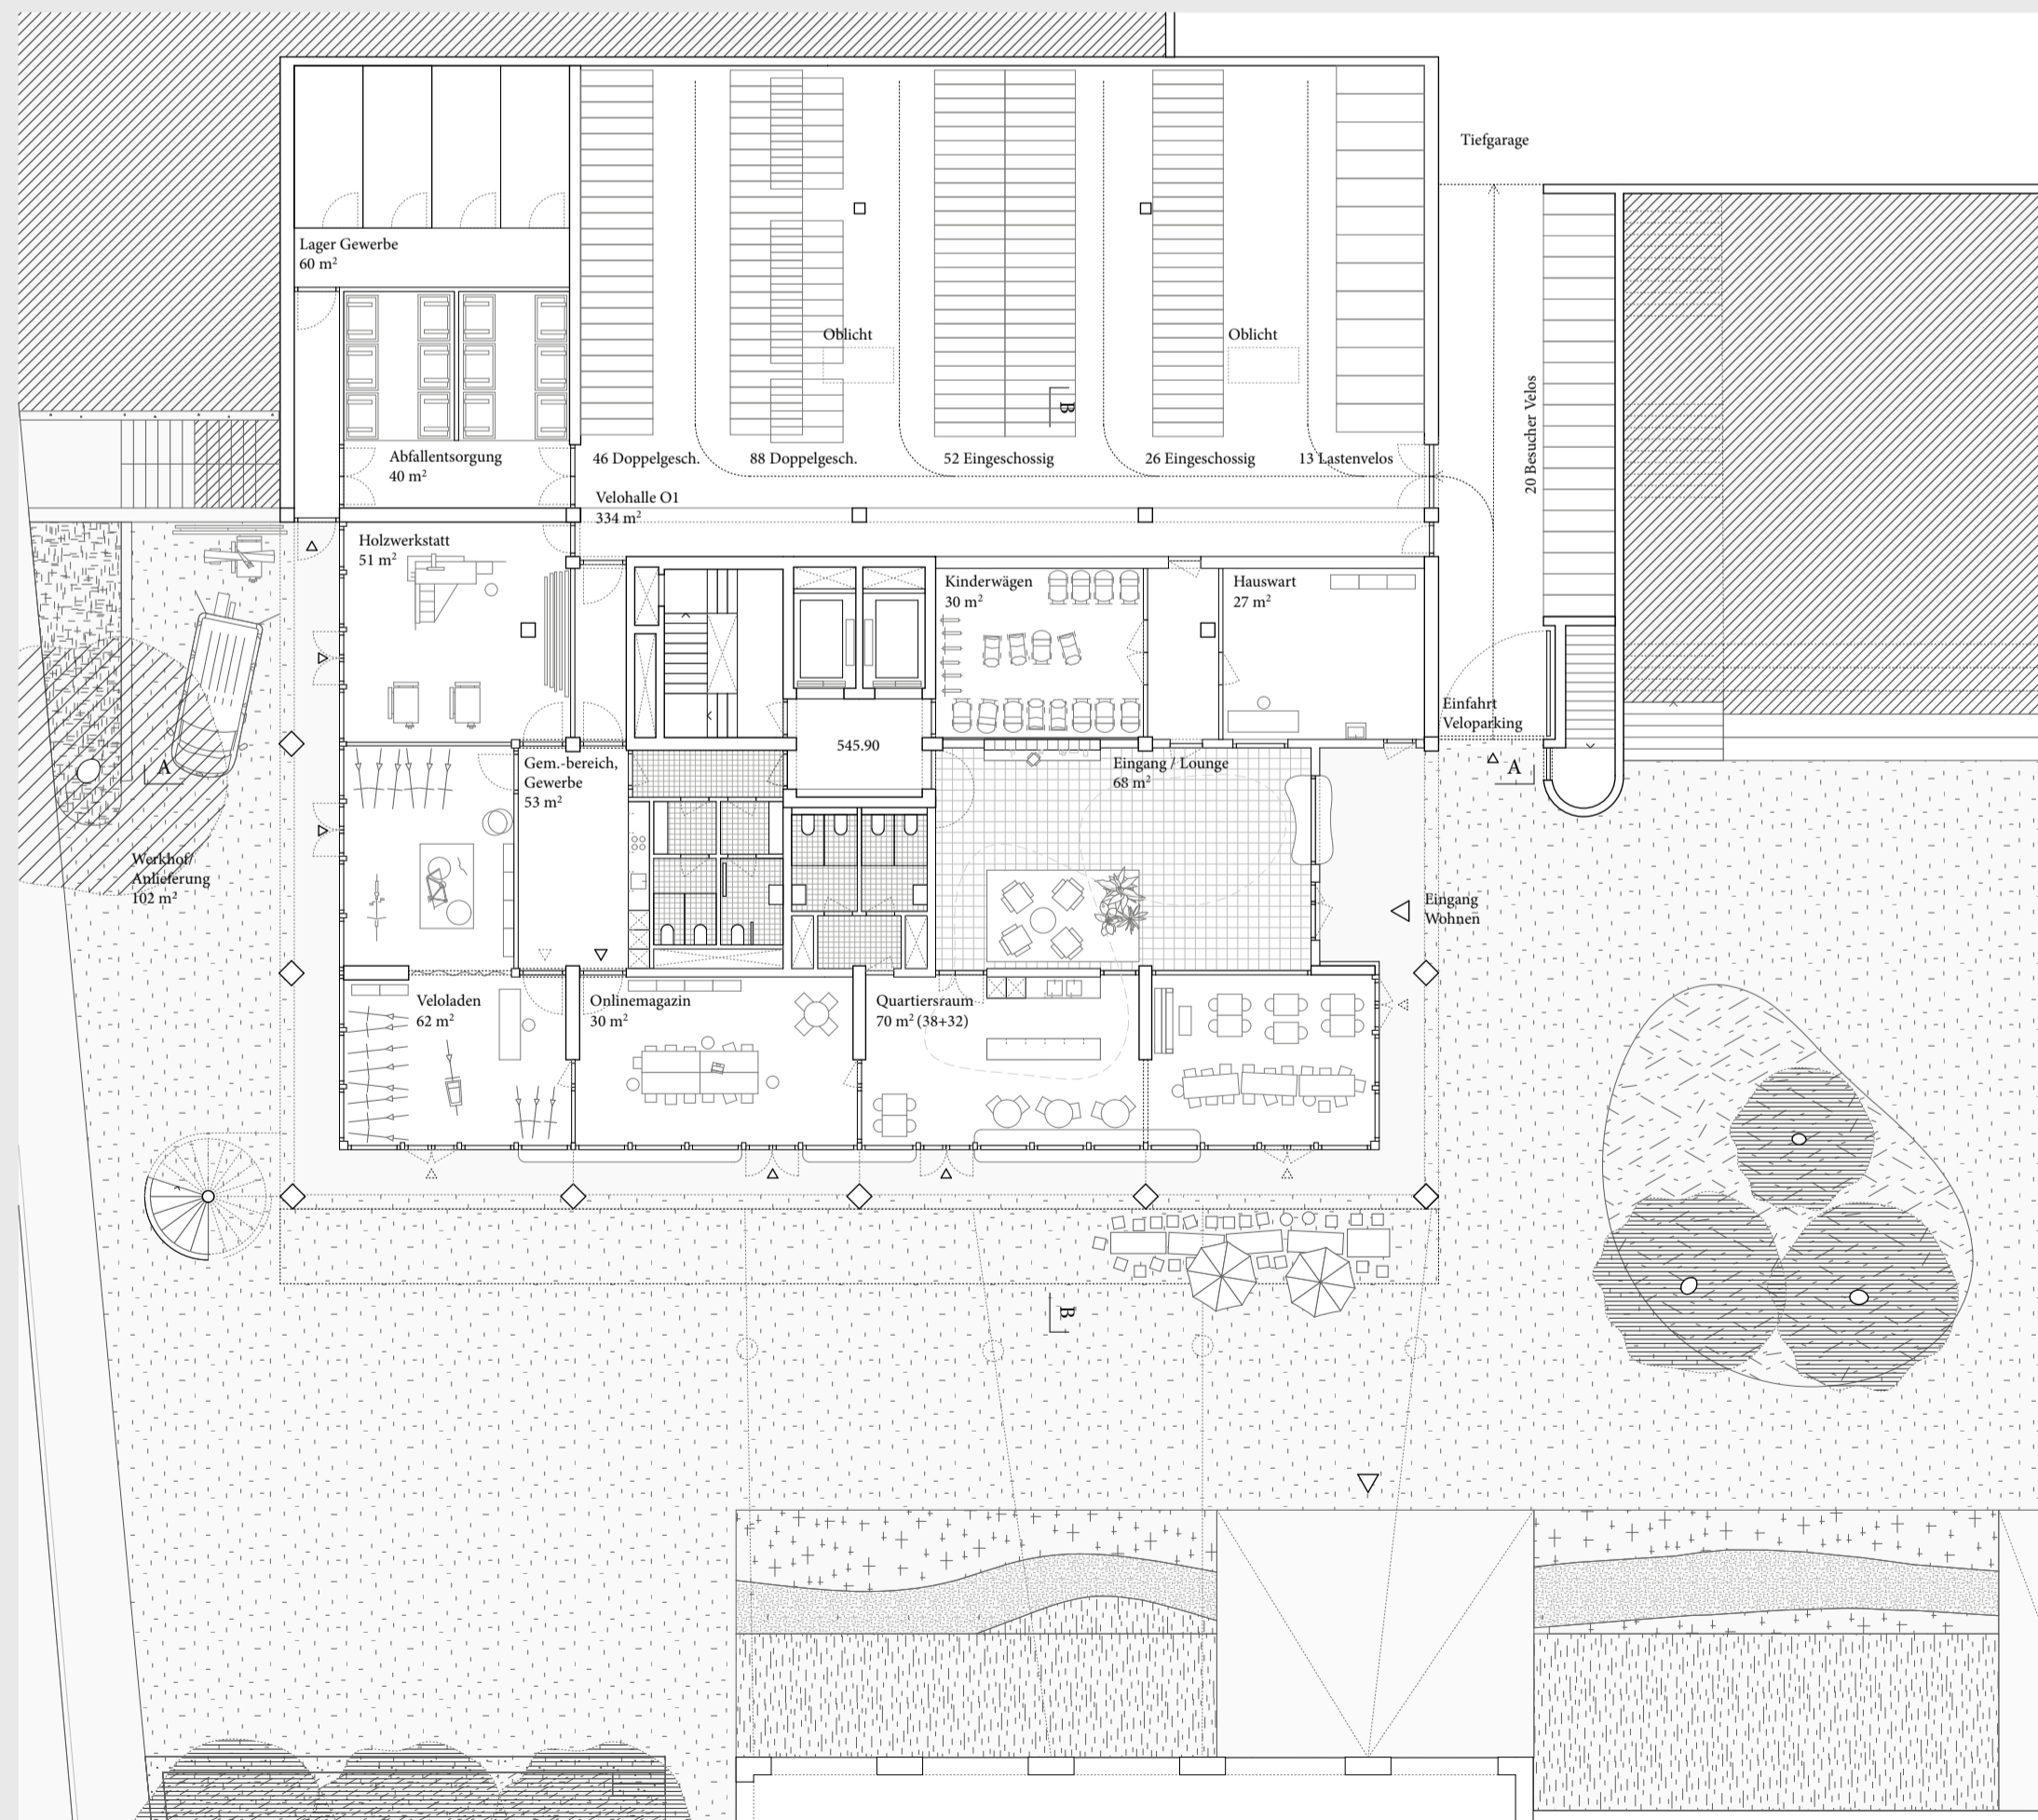 Tiefgarage
Lager Gewerbe
60 m²
Oblicht
Oblicht
B
20 Besucher Velos
Abfallentsorgung
40 m²
46 Doppelgesch.
88 Doppelgesch.
52 Eingeschossig
26 Eingeschossig
13 Lastenvelos
Velohalle O1
334 m²
Holzwerkstatt
51 m²
Kinderwägen
30 m²
Hauswart
27 m²
Einfahrt
Veloparking
545.90
A
A
Gem.-bereich,
Gewerbe
53 m²
Eingang / Lounge
68 m²
Werkhof/
Anlieferung
102 m²
Eingang
Wohnen
Veloladen
62 m²
Onlinemagazin
30 m²
Quartiersraum
70 m² (38+32)
B